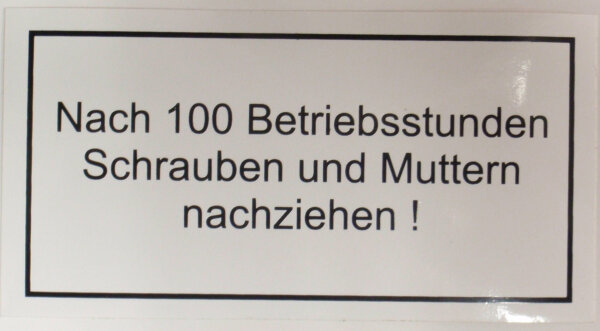 Nach 100 Betriebsstunden
Schrauben und Muttern
nachziehen !